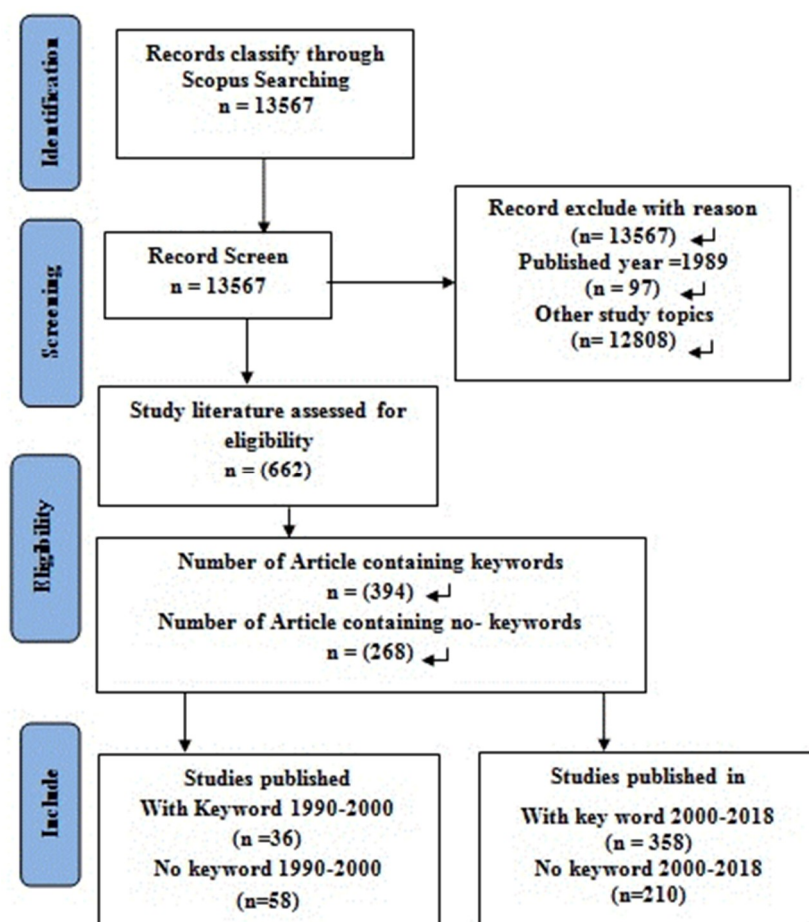 Identification
Records classify through
Scopus Searching
n = 13567
Screening
Record Screen
n = 13567
Record exclude with reason
(n= 13567)
Published year =1989
(n = 97)
Other study topics
(n= 12808)
Eligibility
Study literature assessed for
eligibility
n = (662)
Number of Article containing keywords
n = (394)
Number of Article containing no- keywords
n = (268)
Include
Studies published
With Keyword 1990-2000
(n =36)
No keyword 1990-2000
(n=58)
Studies published in
With key word 2000-2018
n = 358)
No keyword 2000-2018
(n=210)